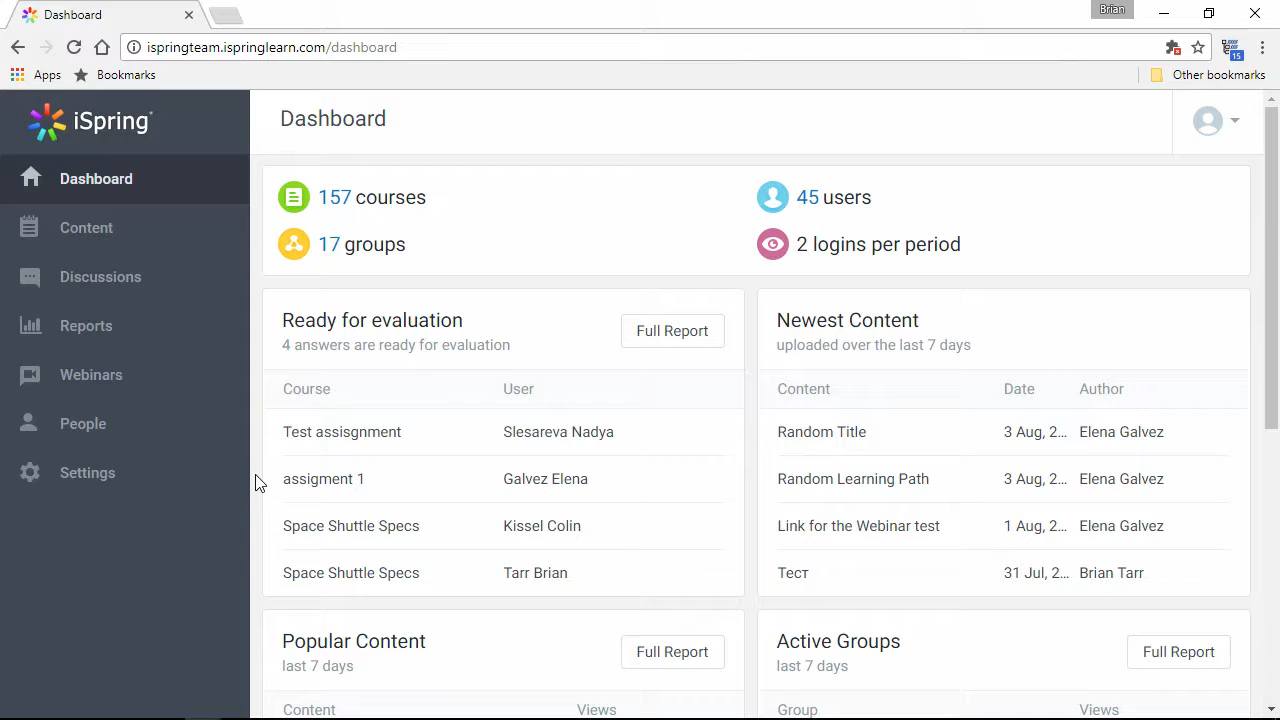 Dashboard
Brian
ispringteam.ispringlearn.com/dashboard
15
Apps
Bookmarks
Other bookmarks
iSpring
Dashboard
Content
Discussions
Reports
Webinars
People
Settings
Dashboard
157 courses
45 users
17 groups
2 logins per period
Ready for evaluation
4 answers are ready for evaluation
Full Report
Course User
Test assisgnment Slesareva Nadya
assigment 1 Galvez Elena
Space Shuttle Specs Kissel Colin
Space Shuttle Specs Tarr Brian
Newest Content
uploaded over the last 7 days
Content Date Author
Random Title 3 Aug, 2... Elena Galvez
Random Learning Path 3 Aug, 2... Elena Galvez
Link for the Webinar test 1 Aug, 2... Elena Galvez
Тест 31 Jul, 2... Brian Tarr
Popular Content
last 7 days
Full Report
Content Views
Active Groups
last 7 days
Full Report
Group Views